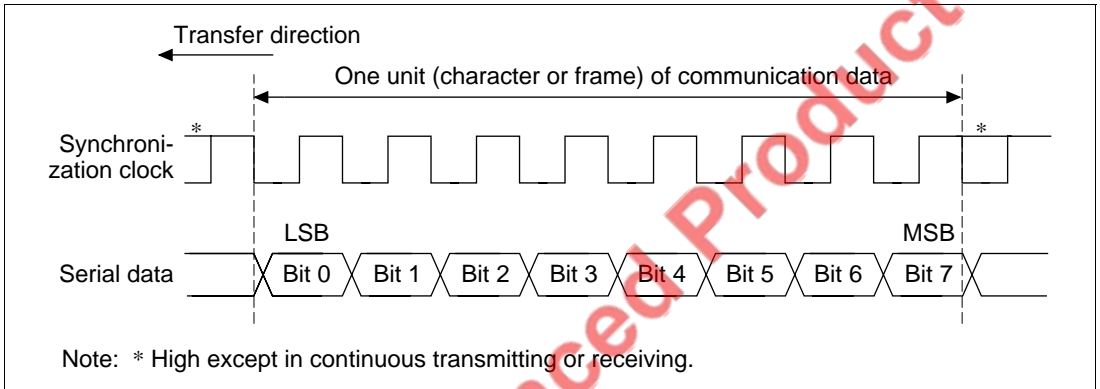 Transfer direction
One unit (character or frame) of communication data
*
*
Synchroni-
zation clock
LSB
MSB
Serial data
Bit 0 Bit 1 Bit 2 Bit 3 Bit 4 Bit 5 Bit 6 Bit 7
Note: * High except in continuous transmitting or receiving.
nced Product